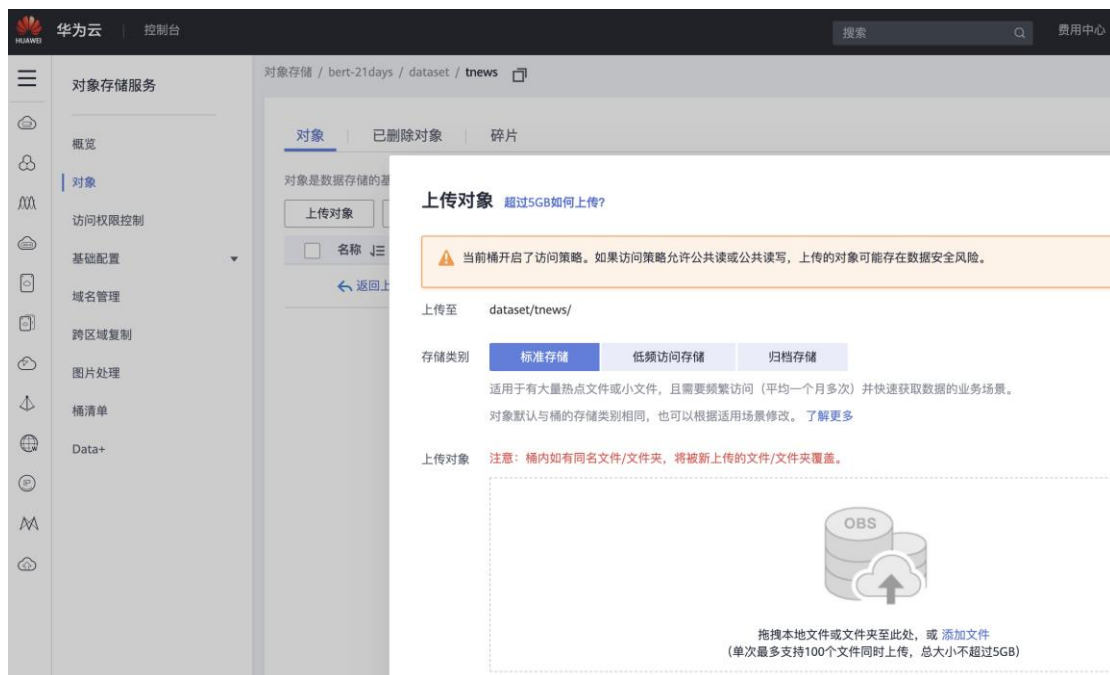 HUAWEI
华为云
控制台
搜索
费用中心
对象存储服务
概览
对象
访问权限控制
基础配置
域名管理
跨区域复制
图片处理
桶清单
Data+
对象存储 / bert-21days / dataset / tnews
对象
已删除对象
碎片
对象是数据存储的基
上传对象
名称
返回上
上传对象 超过5GB如何上传?
当前桶开启了访问策略。如果访问策略允许公共读或公共读写，上传的对象可能存在数据安全风险。
上传至 dataset/tnews/
存储类别 标准存储 低频访问存储 归档存储
适用于有大量热点文件或小文件，且需要频繁访问（平均一个月多次）并快速获取数据的业务场景。
对象默认与桶的存储类别相同，也可以根据适用场景修改。 了解更多
上传对象 注意：桶内如有同名文件/文件夹，将被新上传的文件/文件夹覆盖。
OBS
拖拽本地文件或文件夹至此处，或 添加文件
(单次最多支持100个文件同时上传，总大小不超过5GB)